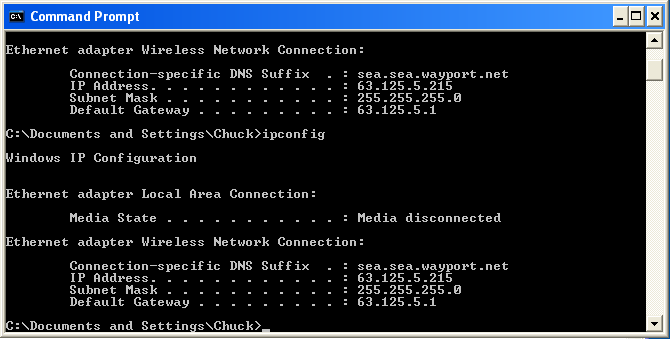 Command Prompt
Ethernet adapter Wireless Network Connection:
Connection-specific DNS Suffix  . : sea.sea.wayport.net
IP Address. . . . . . . . . . . . : 63.125.5.215
Subnet Mask . . . . . . . . . . . : 255.255.255.0
Default Gateway . . . . . . . . . : 63.125.5.1
C:\Documents and Settings\Chuck>ipconfig
Windows IP Configuration
Ethernet adapter Local Area Connection:
Media State . . . . . . . . . . . : Media disconnected
Ethernet adapter Wireless Network Connection:
Connection-specific DNS Suffix  . : sea.sea.wayport.net
IP Address. . . . . . . . . . . . : 63.125.5.215
Subnet Mask . . . . . . . . . . . : 255.255.255.0
Default Gateway . . . . . . . . . : 63.125.5.1
C:\Documents and Settings\Chuck>_